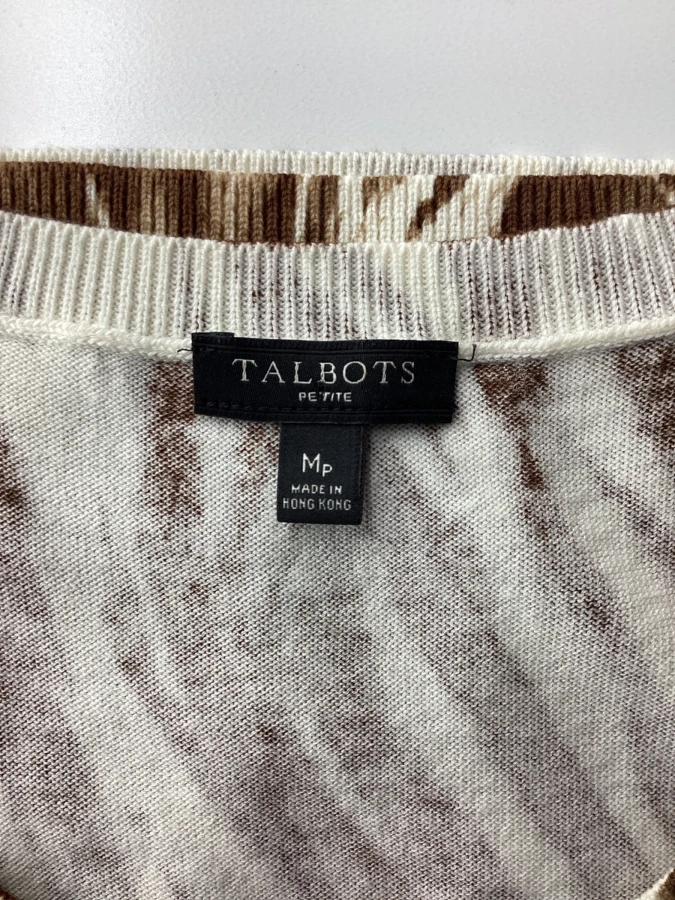 TALBOTS
PETITE
MP
MADE IN
HONG KONG